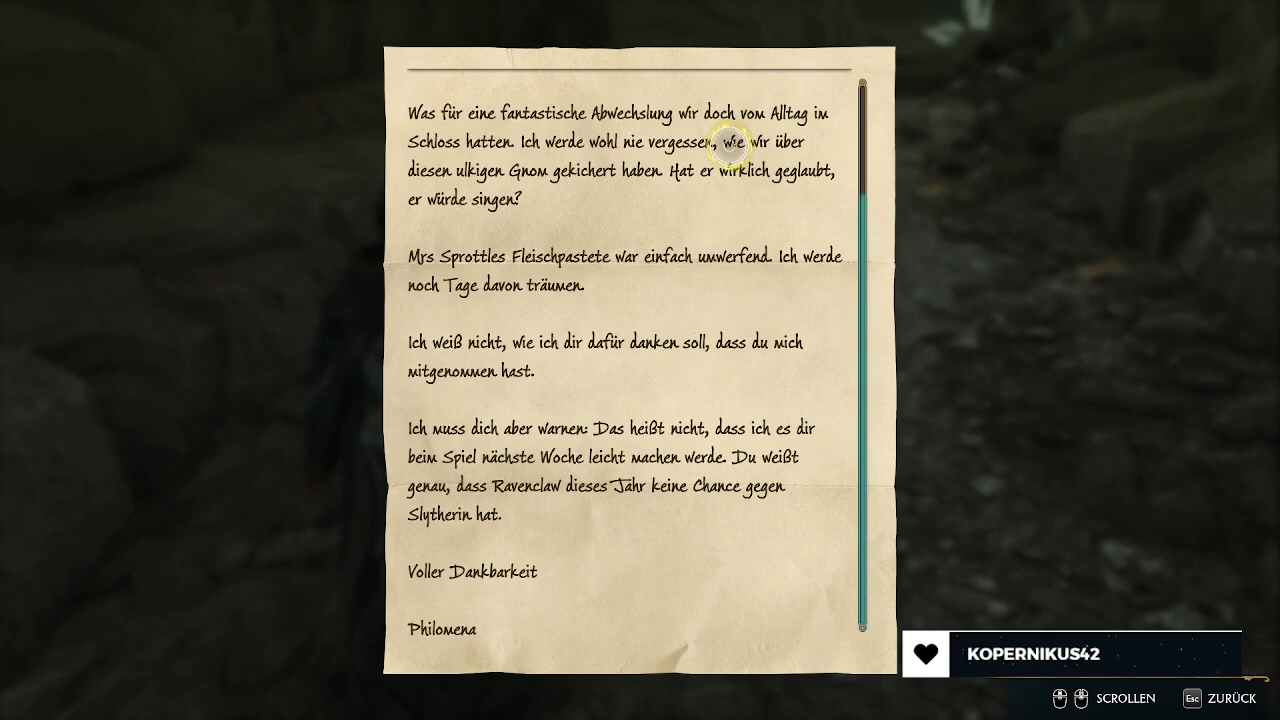 Was für eine fantastische Abwechslung wir doch vom Alltag im
Schloss hatten. Ich werde wohl nie vergessen, wie wir über
diesen ulkigen Gnom gekichert haben. Hat er wirklich geglaubt,
er würde singen?
Mrs Sprottles Fleischpastete war einfach umwerfend. Ich werde
noch Tage davon träumen.
Ich weiß nicht, wie ich dir dafür danken soll, dass du mich
mitgenommen hast.
Ich muss dich aber warnen: Das heißt nicht, dass ich es dir
beim Spiel nächste Woche leicht machen werde. Du weißt
genau, dass Ravenclaw dieses Jahr keine Chance gegen
Slytherin hat.
Voller Dankbarkeit
Philomena
KOPERNIKUS42
SCROLLEN Esc ZURÜCK